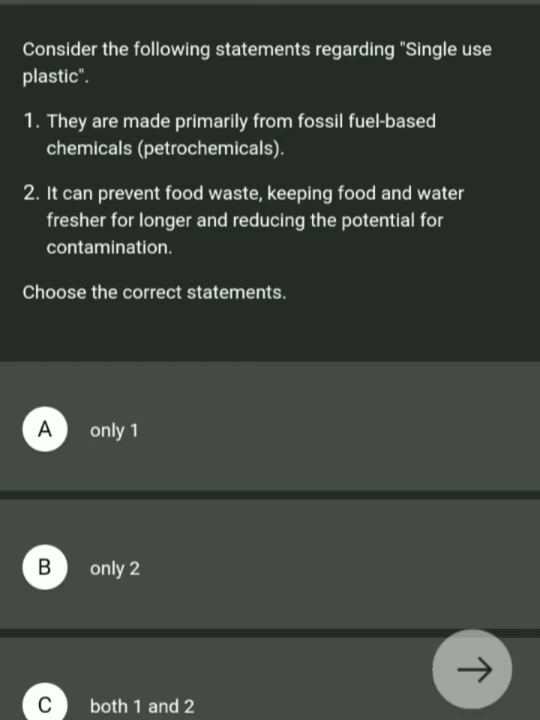 Consider the following statements regarding "Single use
plastic".
1. They are made primarily from fossil fuel-based
chemicals (petrochemicals).
2. It can prevent food waste, keeping food and water
fresher for longer and reducing the potential for
contamination.
Choose the correct statements.
A only 1
B only 2
C both 1 and 2